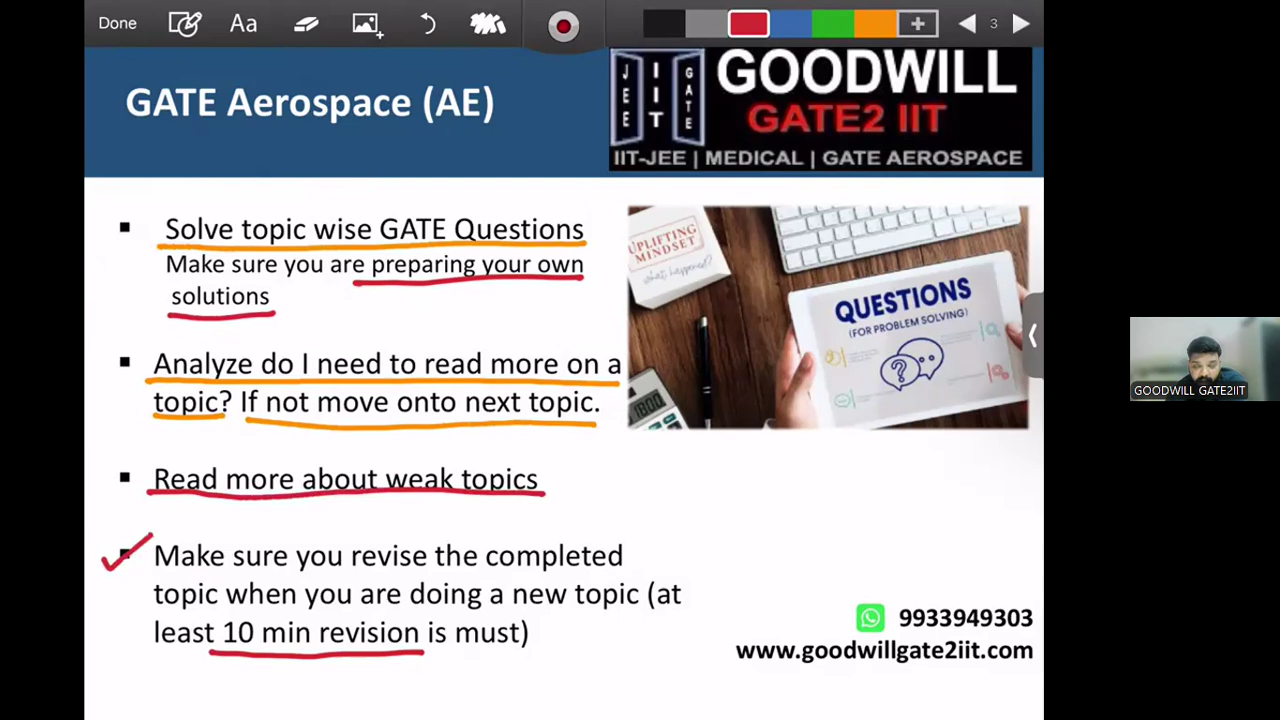 Done
Aa
3
GATE Aerospace (AE)
JEE IIT GATE
GOODWILL
GATE2 IIT
IIT-JEE | MEDICAL | GATE AEROSPACE
▪ Solve topic wise GATE Questions
Make sure you are preparing your own
solutions
▪ Analyze do I need to read more on a
topic? If not move onto next topic.
▪ Read more about weak topics
▪ Make sure you revise the completed
topic when you are doing a new topic (at
least 10 min revision is must)
UPLIFTING
MINDSET
what happened?
QUESTIONS
(FOR PROBLEM SOLVING)
9933949303
www.goodwillgate2iit.com
GOODWILL GATE2IIT